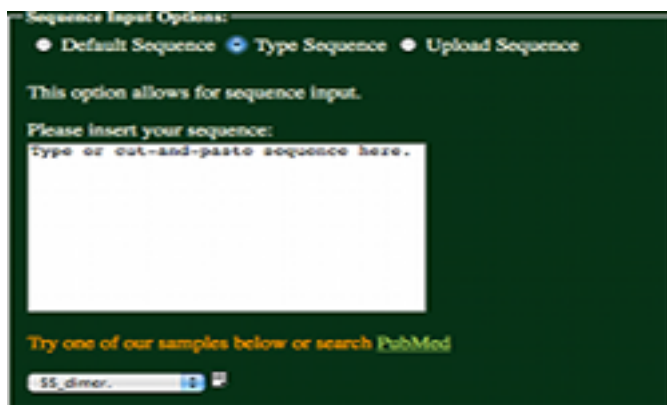 Sequence Input Options:
Default Sequence Type Sequence Upload Sequence
This option allows for sequence input.
Please insert your sequence:
Type or cut-and-paste sequence here.
Try one of our samples below or search PubMed
SS_dimer.